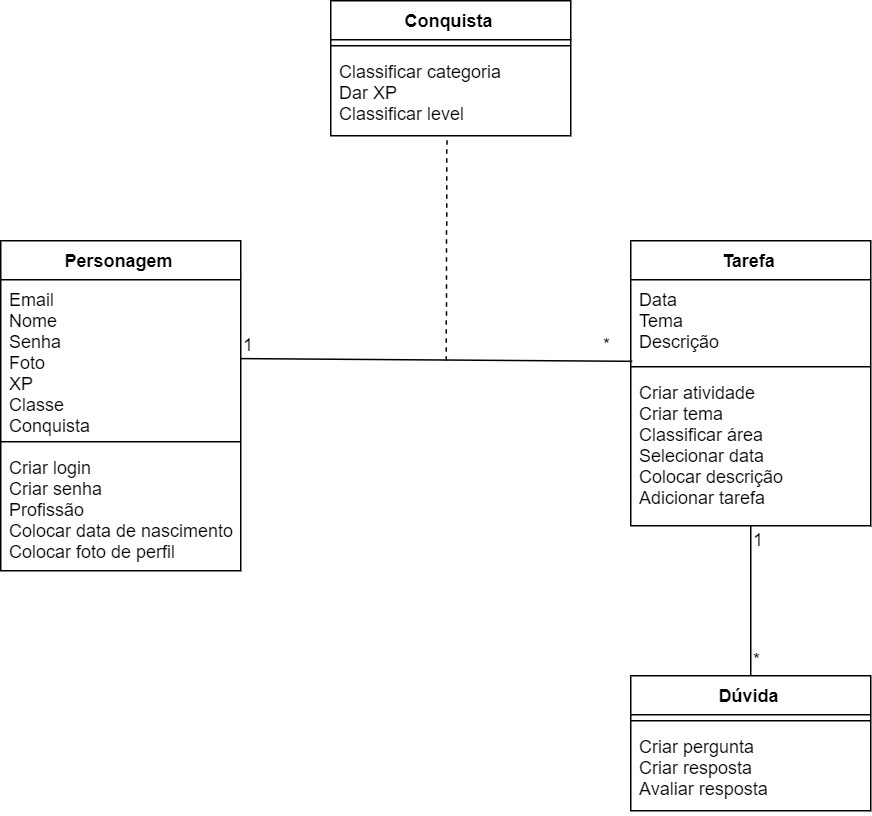 Conquista
Classificar categoria
Dar XP
Classificar level
Personagem
Email
Nome
Senha
Foto
XP
Classe
Conquista
Criar login
Criar senha
Profissão
Colocar data de nascimento
Colocar foto de perfil
1
*
Tarefa
Data
Tema
Descrição
Criar atividade
Criar tema
Classificar área
Selecionar data
Colocar descrição
Adicionar tarefa
1
*
Dúvida
Criar pergunta
Criar resposta
Avaliar resposta